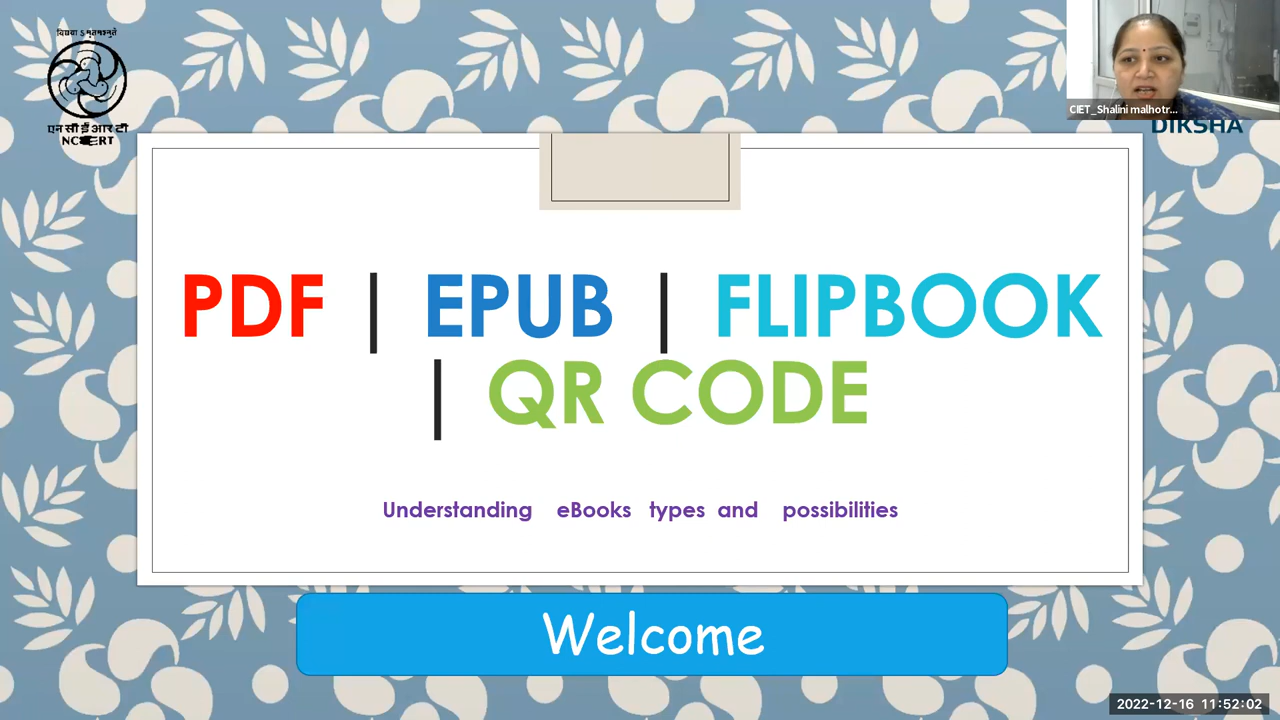 विद्यया ऽ मृतमश्नुते
एन सी ई आर टी
NCERT
CIET_Shalini malhotr...
DIKSHA
PDF | EPUB | FLIPBOOK
| QR CODE
Understanding eBooks types and possibilities
Welcome
2022-12-16 11:52:02